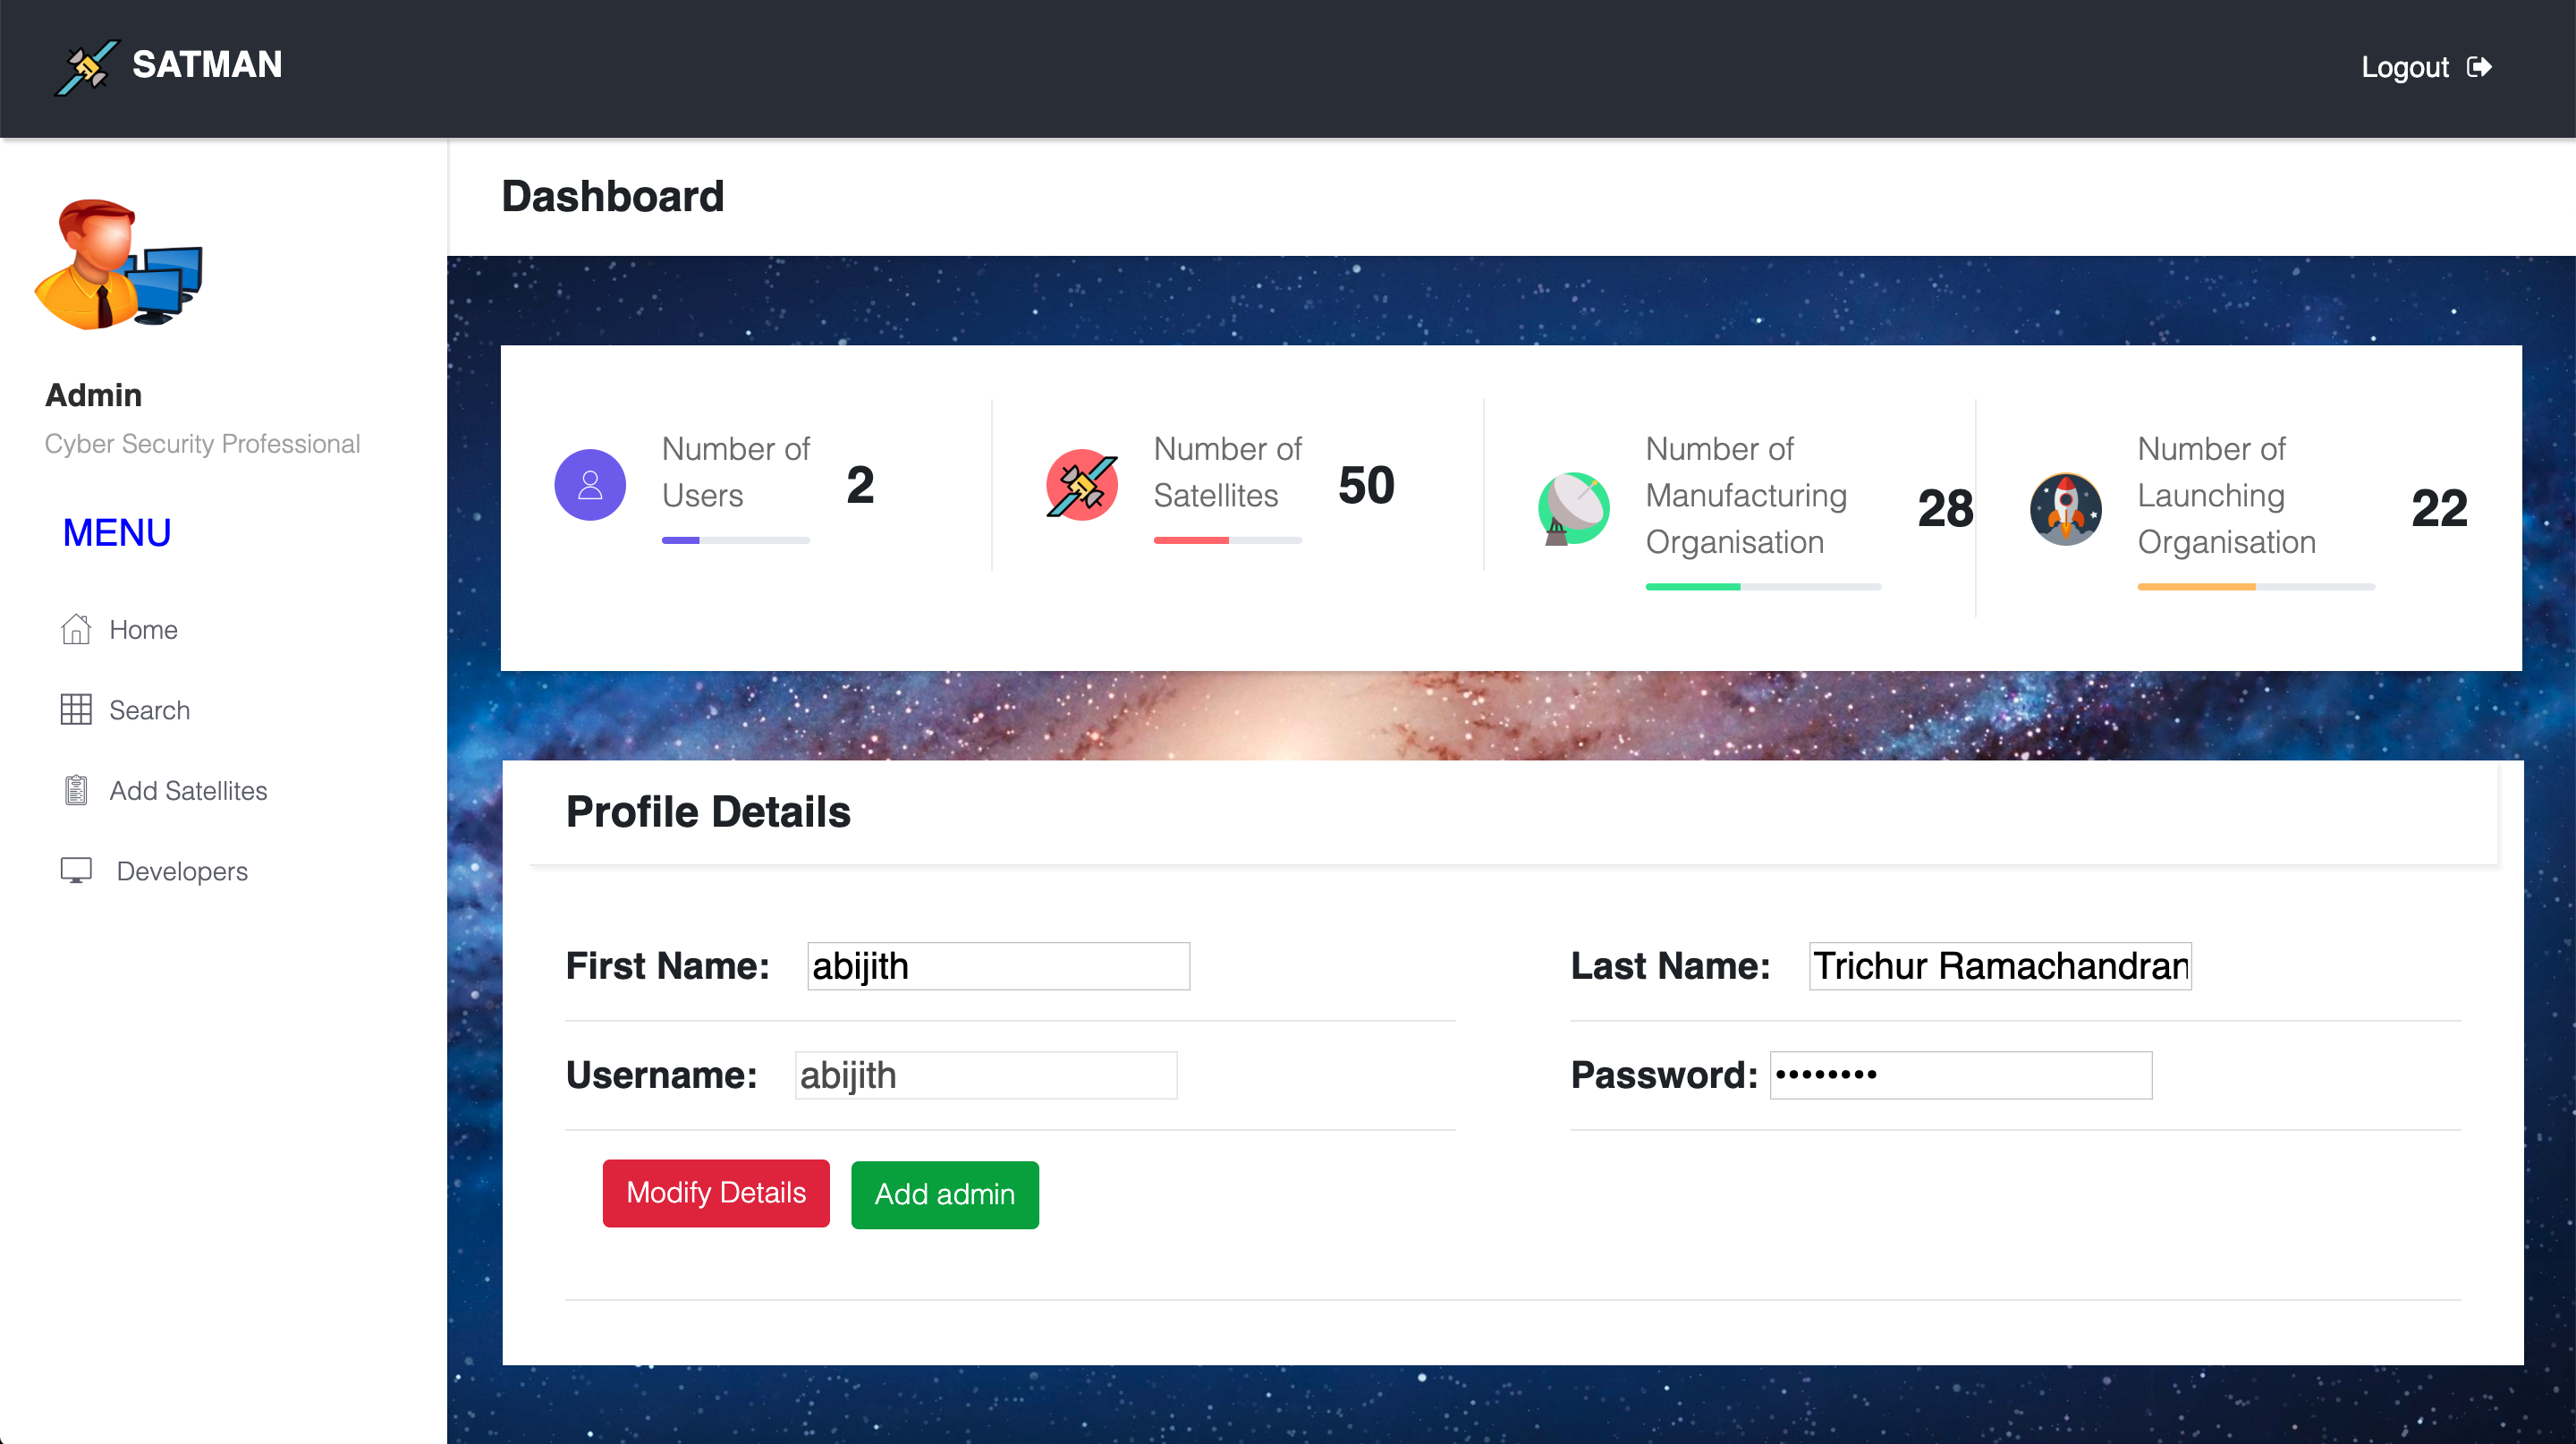 SATMAN
Logout
Dashboard
Admin
Cyber Security Professional
MENU
Home
Search
Add Satellites
Developers
Number of
Users
2
Number of
Satellites
50
Number of
Manufacturing
Organisation
28
Number of
Launching
Organisation
22
Profile Details
First Name: abijith
Last Name: Trichur Ramachandran
Username: abijith
Password: ••••••••
Modify Details
Add admin